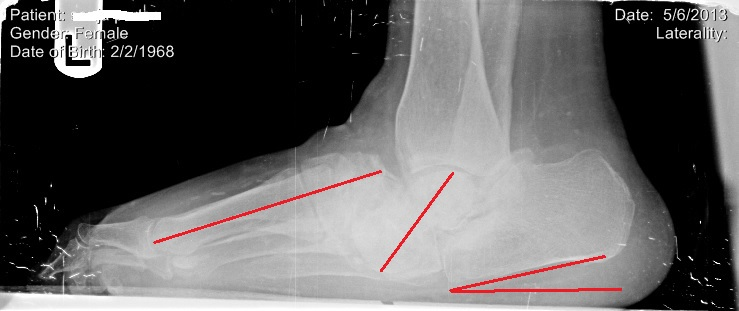 Patient:
Gender: Female
Date of Birth: 2/2/1968
L
Date: 5/6/2013
Laterality: